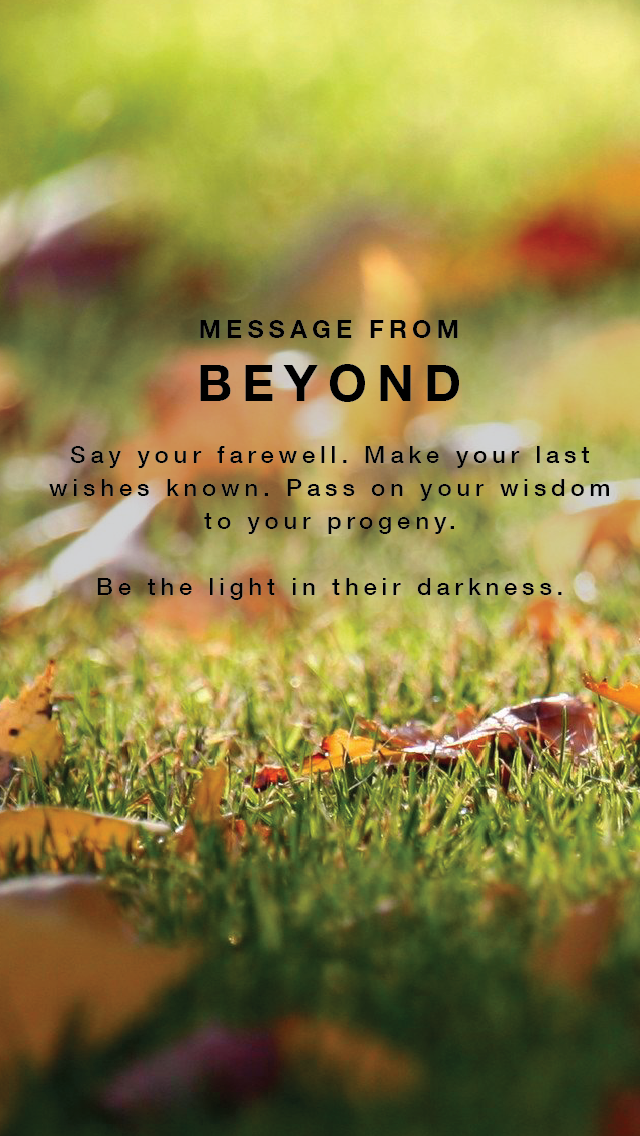 MESSAGE FROM
BEYOND
Say your farewell. Make your last
wishes known. Pass on your wisdom
to your progeny.
Be the light in their darkness.